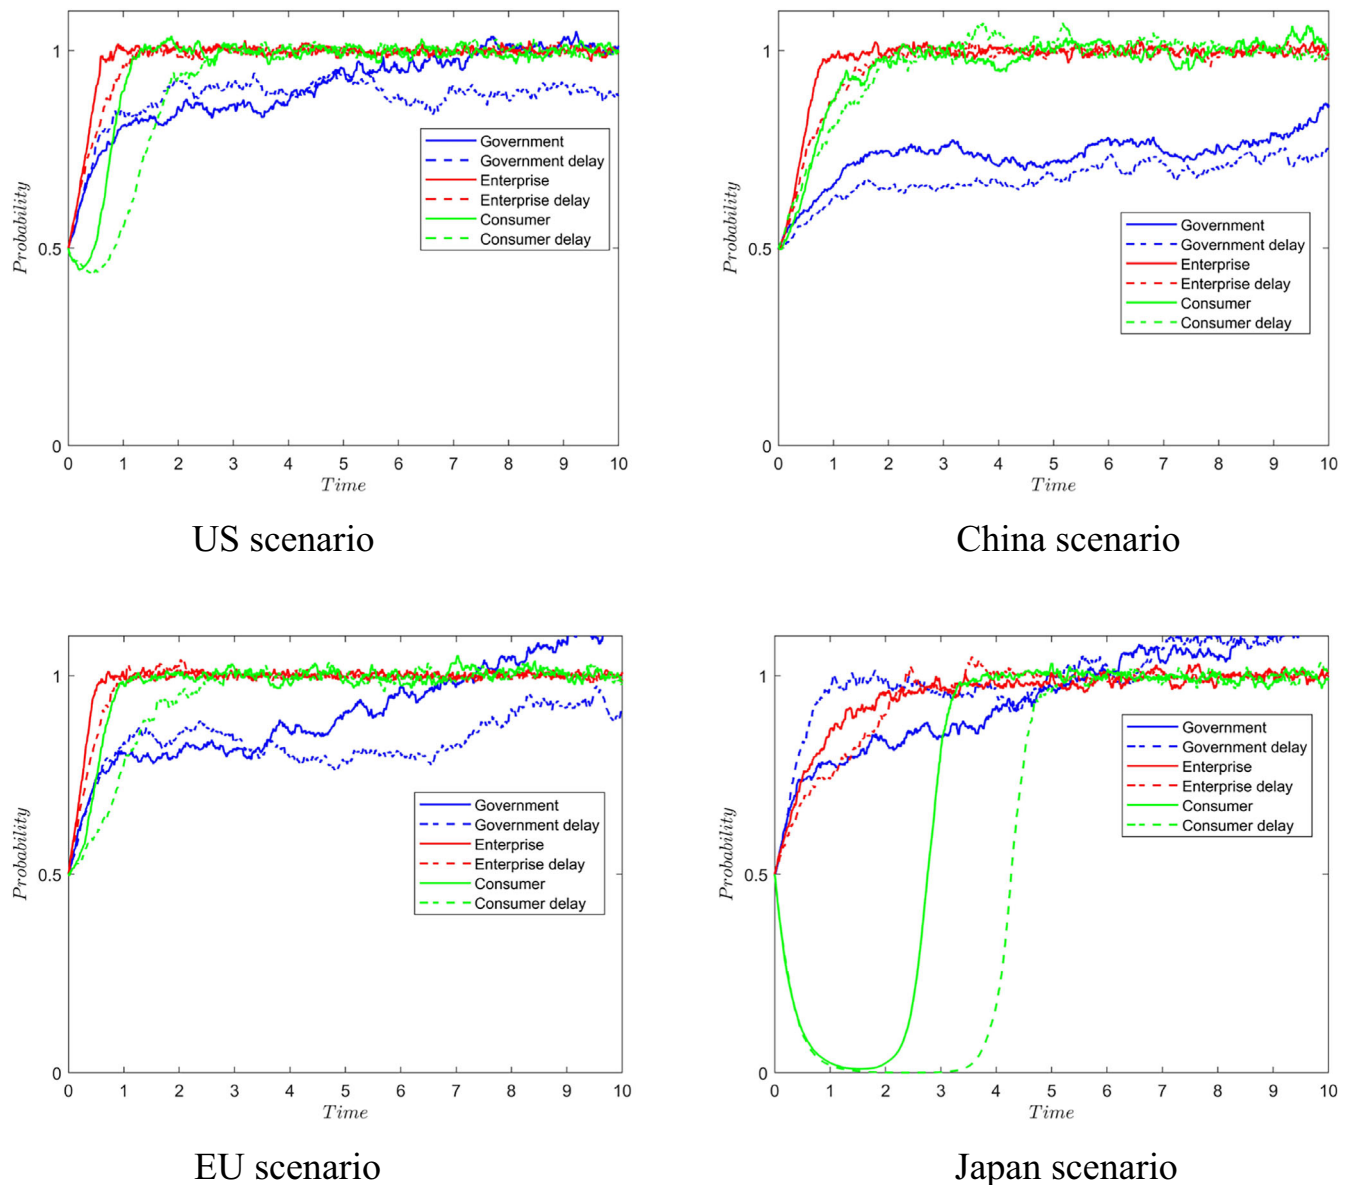 1
0.5
0
Probability
0 1 2 3 4 5 6 7 8 9 10
Time
Government
Government delay
Enterprise
Enterprise delay
Consumer
Consumer delay
US scenario
1
0.5
0
Probability
0 1 2 3 4 5 6 7 8 9 10
Time
Government
Government delay
Enterprise
Enterprise delay
Consumer
Consumer delay
China scenario
1
0.5
0
Probability
0 1 2 3 4 5 6 7 8 9 10
Time
Government
Government delay
Enterprise
Enterprise delay
Consumer
Consumer delay
EU scenario
1
0.5
0
Probability
0 1 2 3 4 5 6 7 8 9 10
Time
Government
Government delay
Enterprise
Enterprise delay
Consumer
Consumer delay
Japan scenario